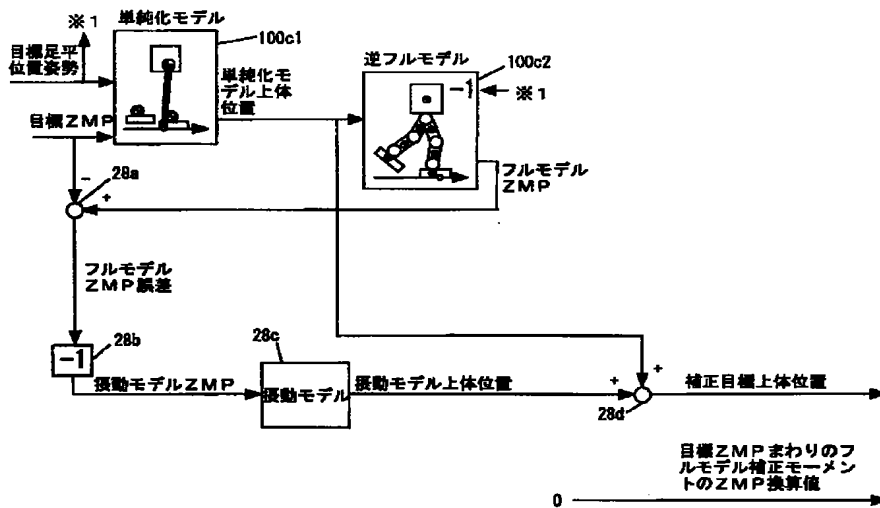 ※1
単純化モデル
100c1
目標足平
位置姿勢
単純化モ
デル上体
位置
逆フルモデル
100c2
-1
※1
目標ZMP
フルモデル
ZMP
28a
-
+
フルモデル
ZMP誤差
28b
-1
摂動モデルZMP
28c
摂動モデル
摂動モデル上体位置
+
+
28d
補正目標上体位置
目標ZMPまわりのフ
ルモデル補正モーメン
トのZMP換算値
0